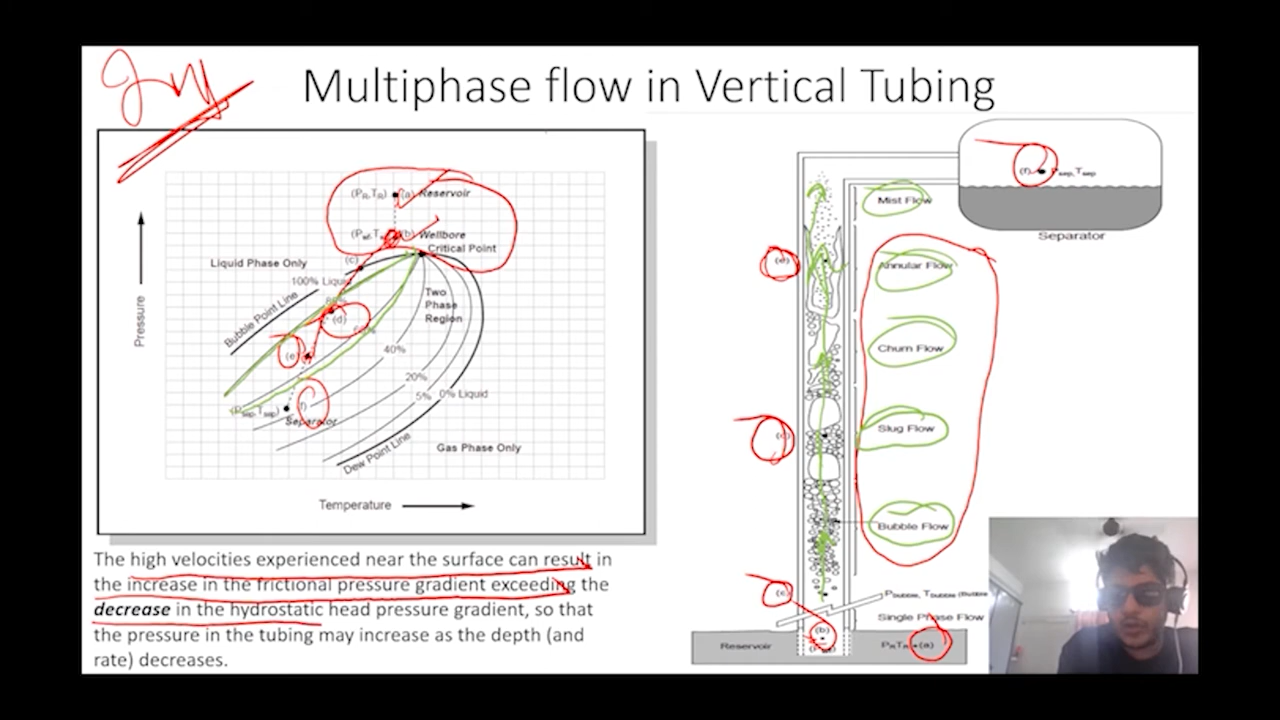 Multiphase flow in Vertical Tubing
(a) Reservoir
(b) Wellbore
Critical Point
Liquid Phase Only
(c)
100% Liquid
Bubble Point Line
Two
Phase
Region
(d)
(e)
40%
20%
5%
0% Liquid
Separator
Dew Point Line
Gas Phase Only
Pressure
Temperature
The high velocities experienced near the surface can result in
the increase in the frictional pressure gradient exceeding the
decrease in the hydrostatic head pressure gradient, so that
the pressure in the tubing may increase as the depth (and
rate) decreases.
Mist Flow
Annular Flow
Churn Flow
Slug Flow
Bubble Flow
(f)
Separator
Single Phase Flow
(b)
Reservoir